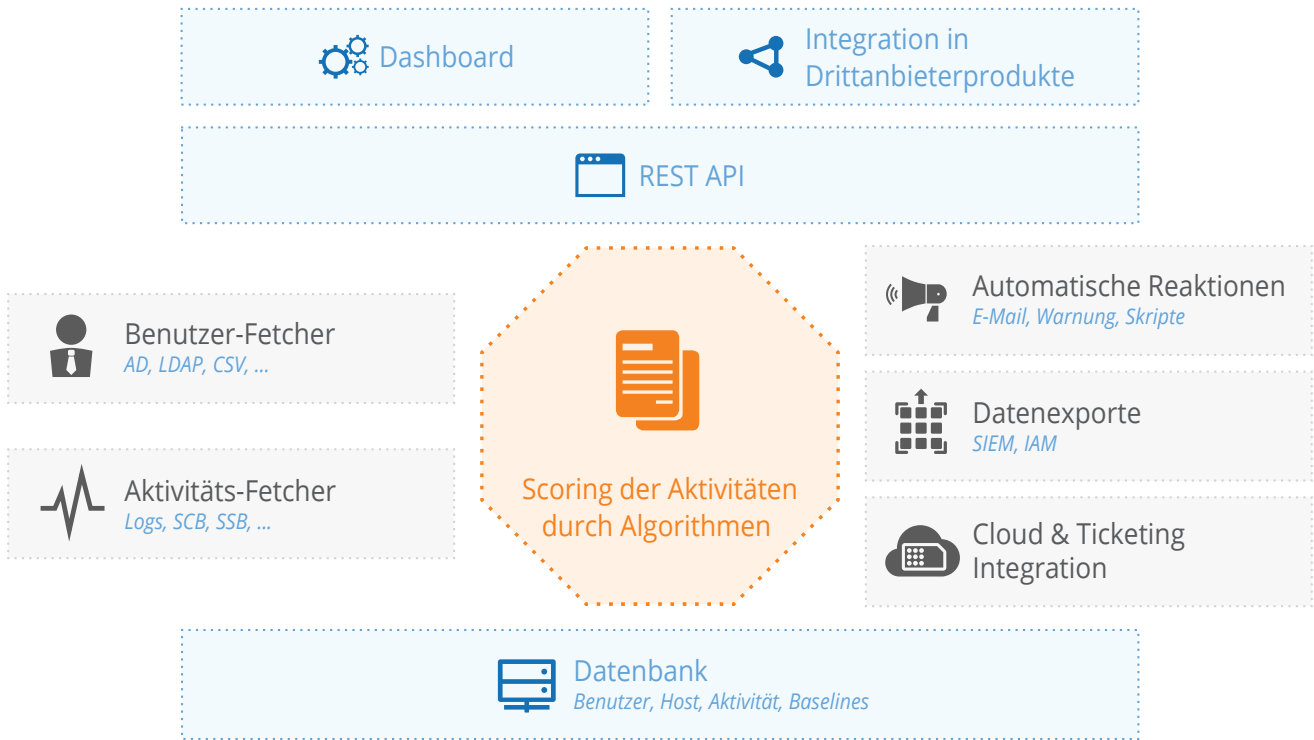 Dashboard
Integration in
Drittanbieterprodukte
REST API
Benutzer-Fetcher
AD, LDAP, CSV, ...
Aktivitäts-Fetcher
Logs, SCB, SSB, ...
Scoring der Aktivitäten
durch Algorithmen
Automatische Reaktionen
E-Mail, Warnung, Skripte
Datenexporte
SIEM, IAM
Cloud & Ticketing
Integration
Datenbank
Benutzer, Host, Aktivität, Baselines